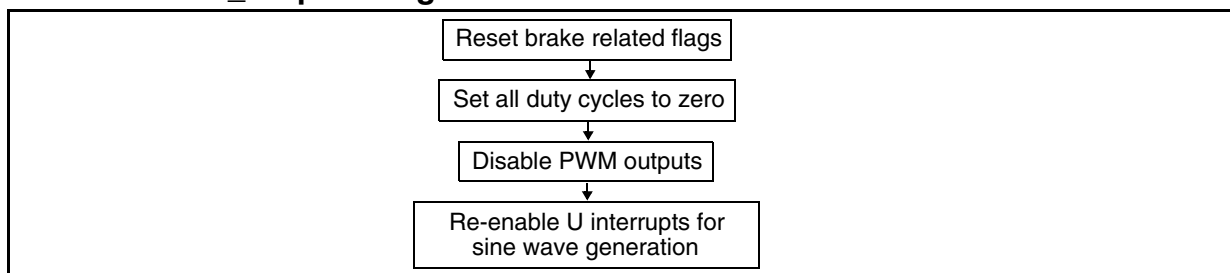 Reset brake related flags
Set all duty cycles to zero
Disable PWM outputs
Re-enable U interrupts for
sine wave generation